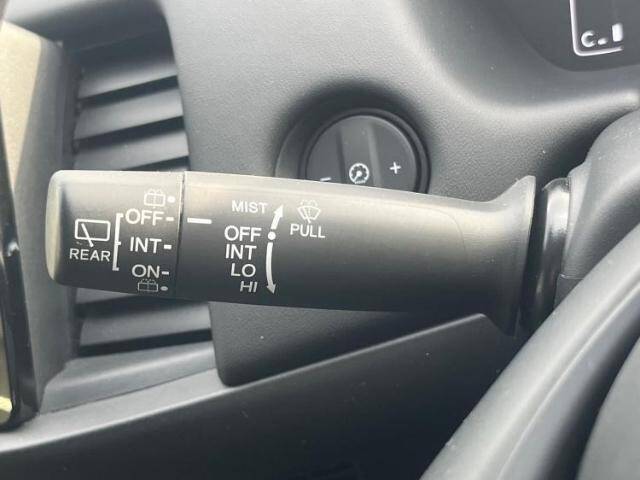 C
- +
MIST
PULL
OFF
INT
LO
HI
REAR
OFF
INT
ON